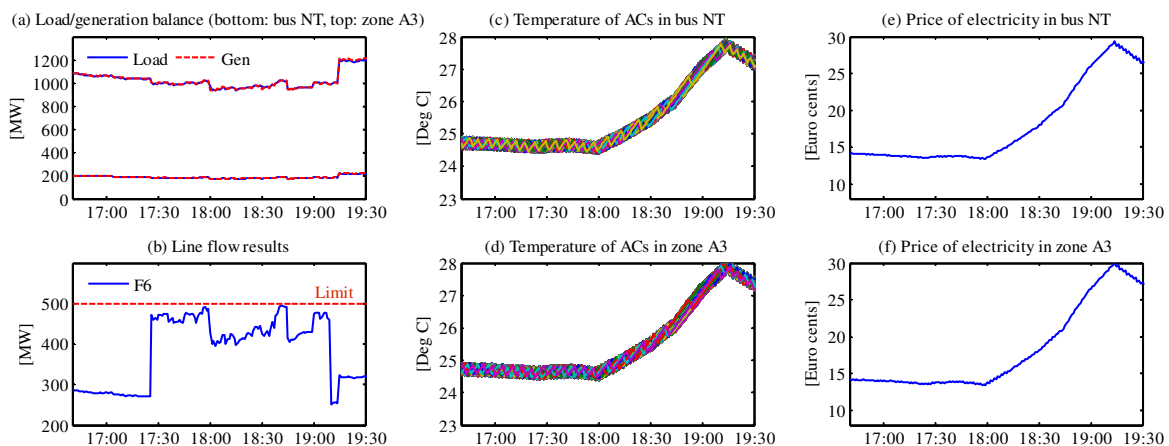 (a) Load/generation balance (bottom: bus NT, top: zone A3)
Load
Gen
[MW]
1200
1000
800
600
400
200
0
17:00 17:30 18:00 18:30 19:00 19:30
(c) Temperature of ACs in bus NT
[Deg C]
28
27
26
25
24
23
17:00 17:30 18:00 18:30 19:00 19:30
(e) Price of electricity in bus NT
[Euro cents]
30
25
20
15
10
17:00 17:30 18:00 18:30 19:00 19:30
(b) Line flow results
F6
Limit
[MW]
500
400
300
200
17:00 17:30 18:00 18:30 19:00 19:30
(d) Temperature of ACs in zone A3
[Deg C]
28
27
26
25
24
23
17:00 17:30 18:00 18:30 19:00 19:30
(f) Price of electricity in zone A3
[Euro cents]
30
25
20
15
10
17:00 17:30 18:00 18:30 19:00 19:30